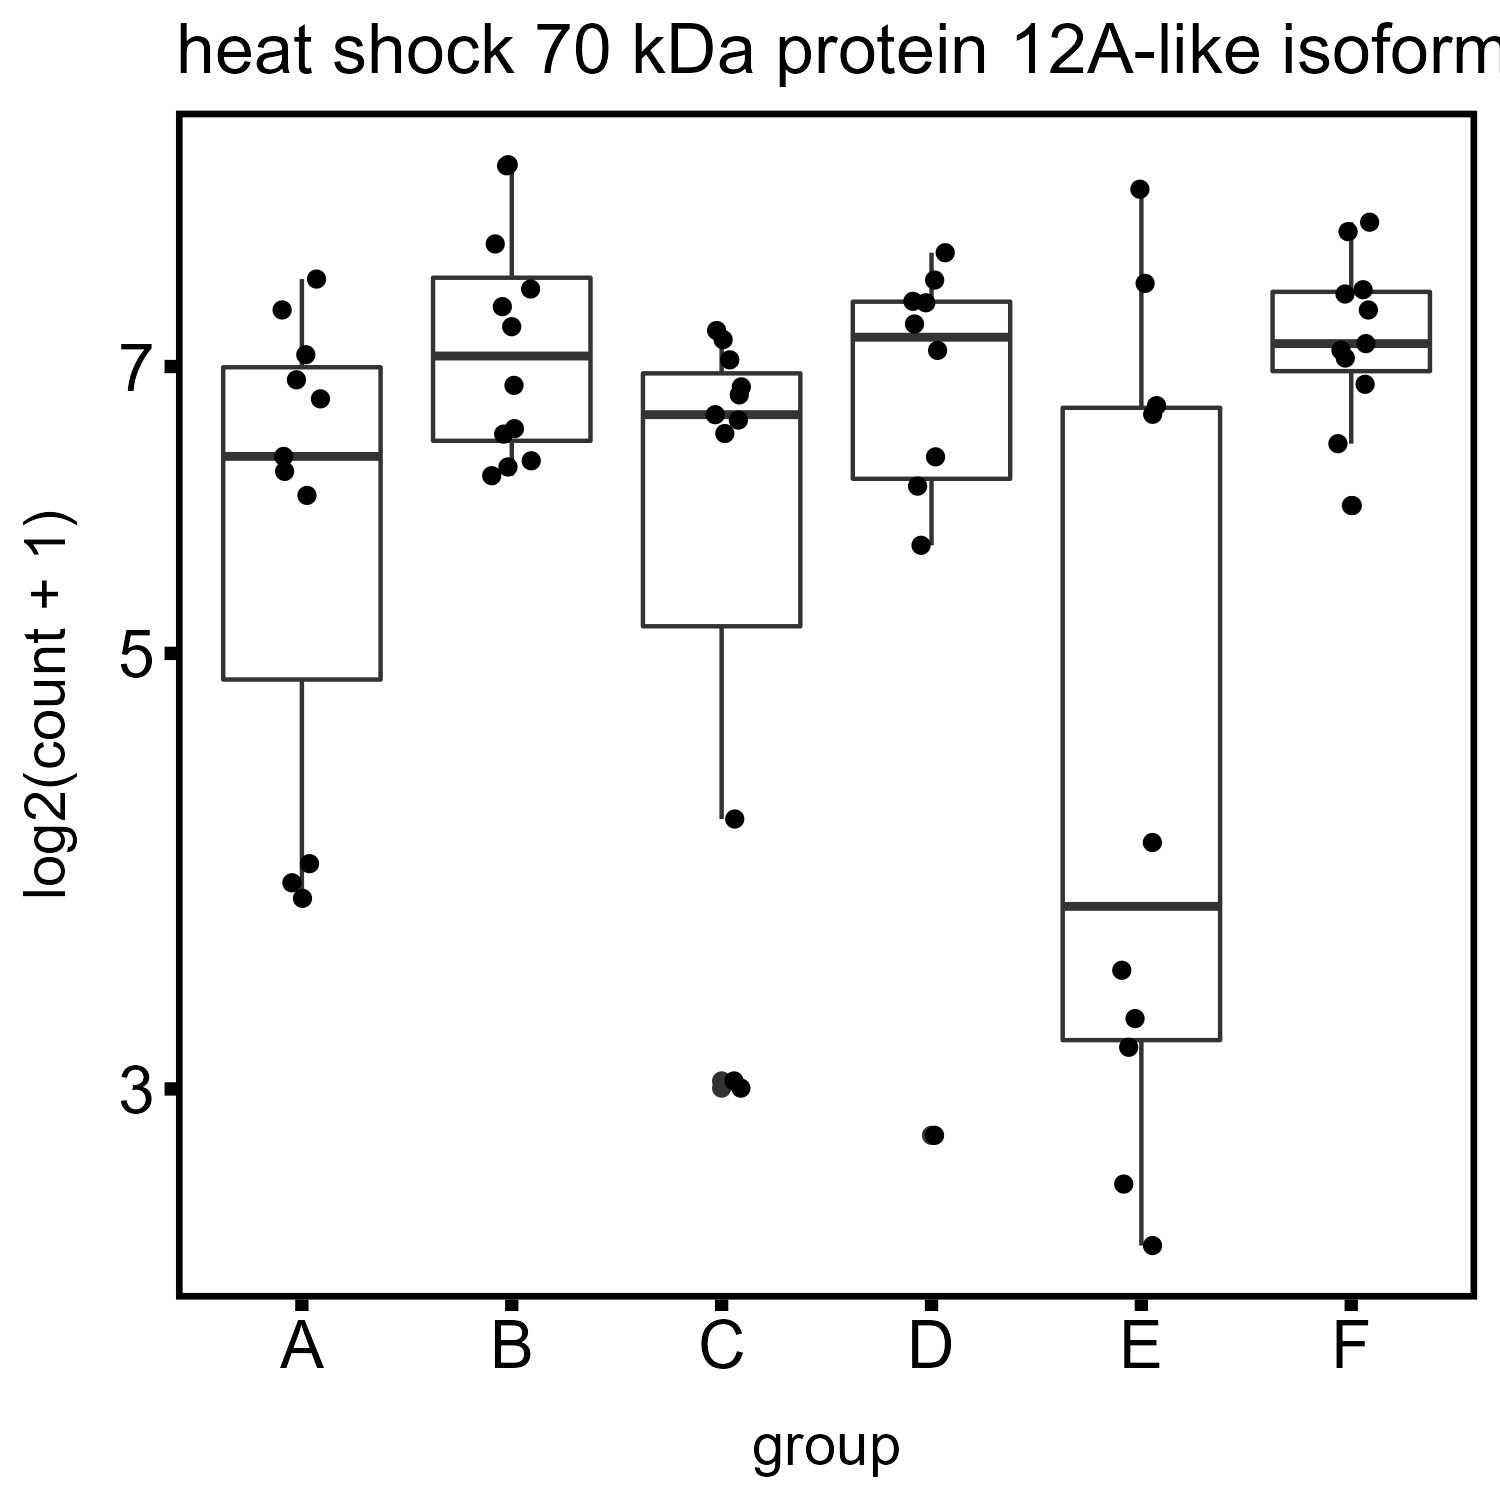 heat shock 70 kDa protein 12A-like isoform
7
5
3
log2(count + 1)
A B C D E F
group